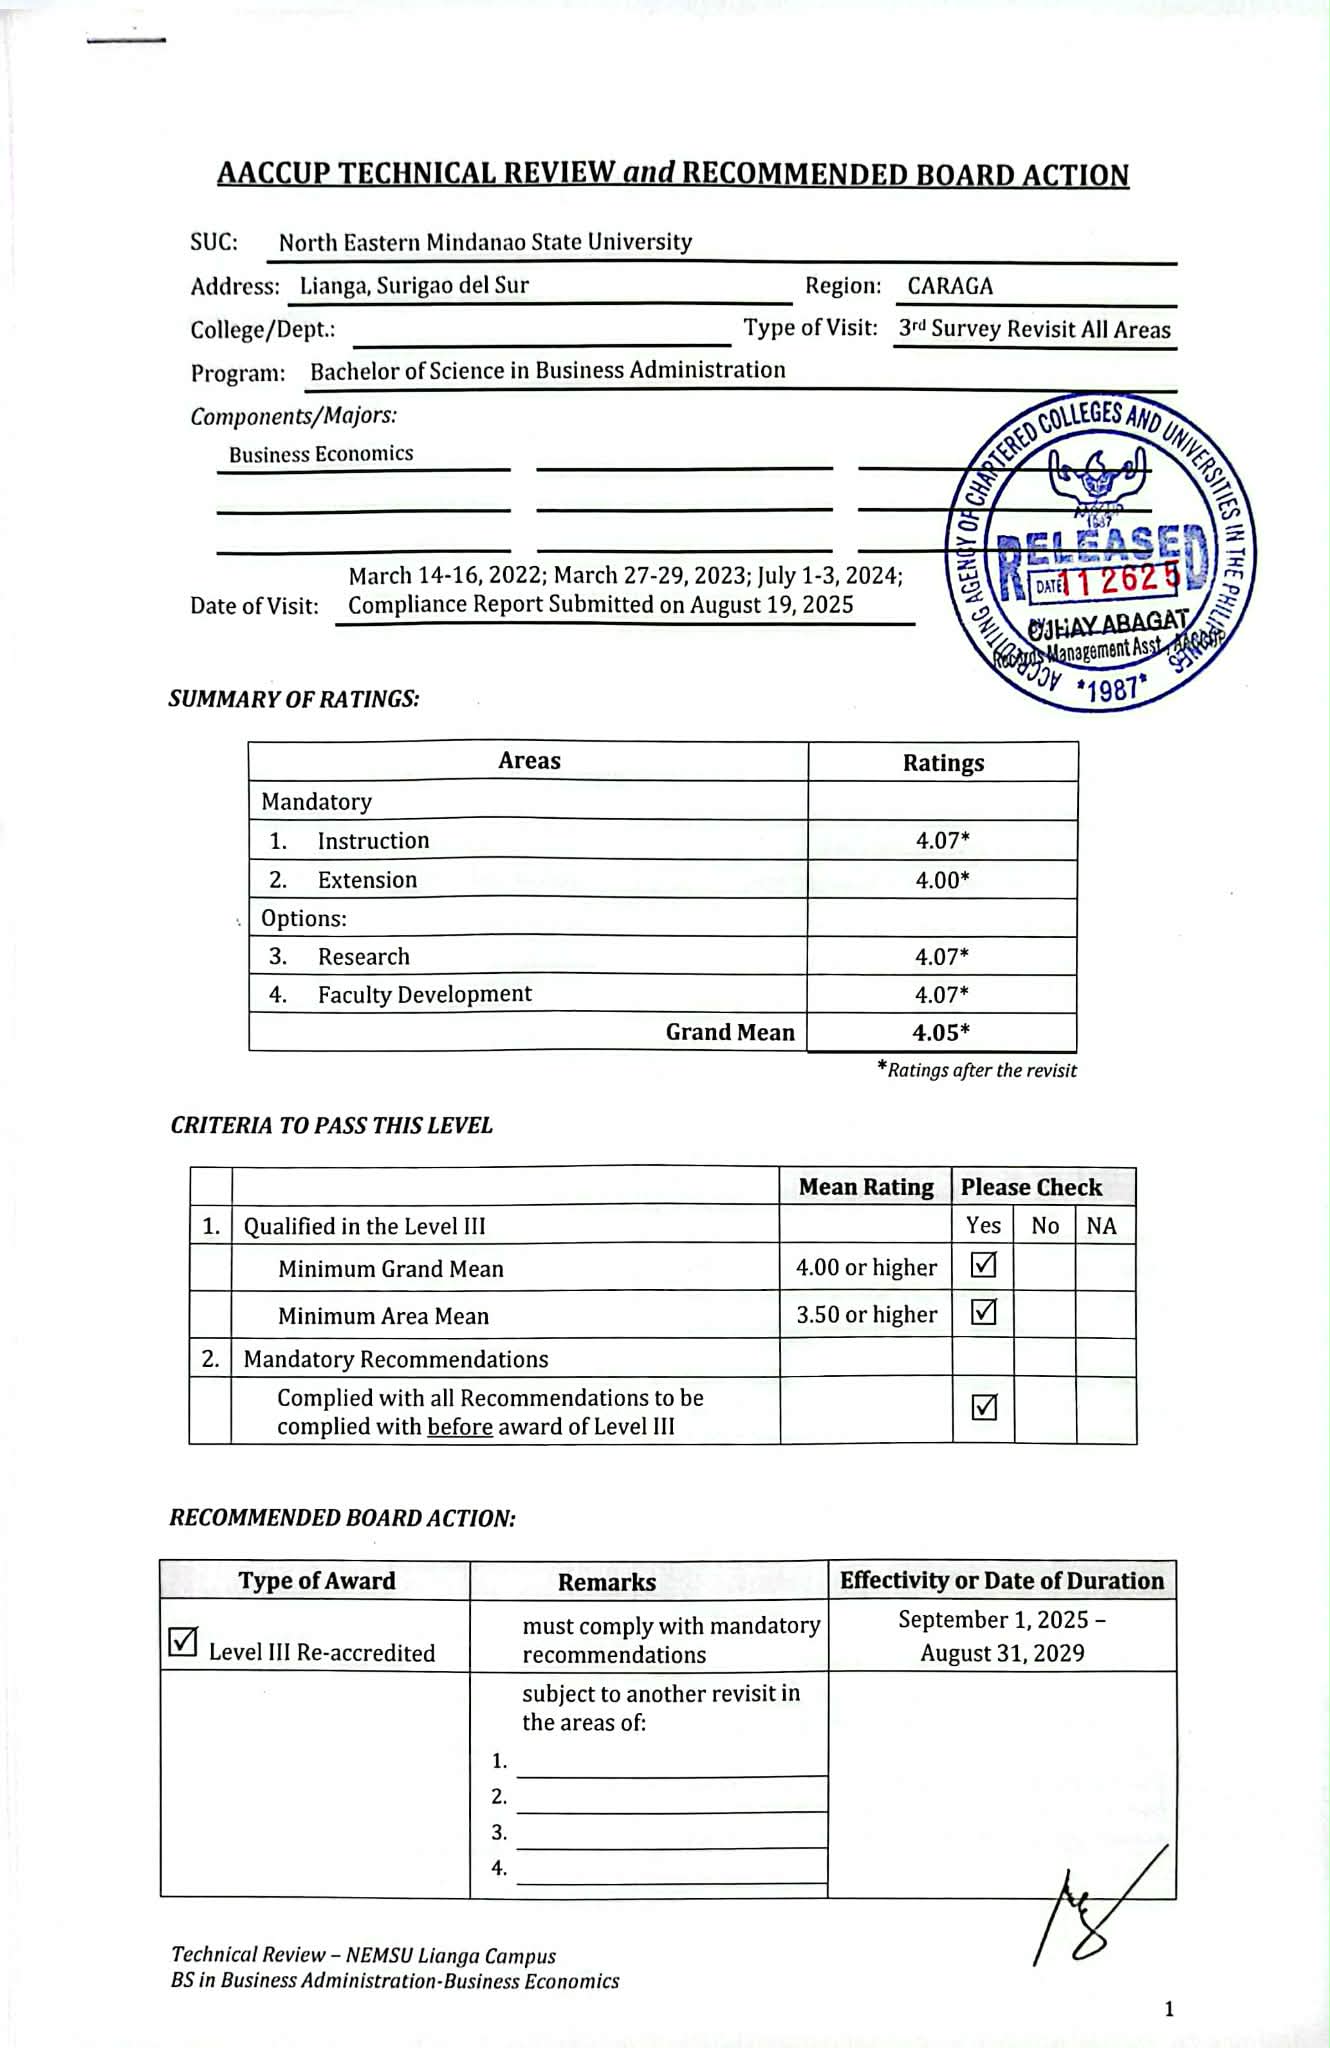 AACCUP TECHNICAL REVIEW and RECOMMENDED BOARD ACTION
SUC: North Eastern Mindanao State University
Address: Lianga, Surigao del Sur Region: CARAGA
College/Dept.: Type of Visit: 3rd Survey Revisit All Areas
Program: Bachelor of Science in Business Administration
Components/Majors:
Business Economics
March 14-16, 2022; March 27-29, 2023; July 1-3, 2024;
Date of Visit: Compliance Report Submitted on August 19, 2025
ACCREDITING AGENCY OF CHARTERED COLLEGES AND UNIVERSITIES IN THE PHILIPPINES
1987
RELEASED
DATE 11 26 25
BY: OJHAY ABAGAT
Records Management Asst., AACCUP
*1987*
SUMMARY OF RATINGS:
Areas Ratings
Mandatory
1. Instruction 4.07*
2. Extension 4.00*
Options:
3. Research 4.07*
4. Faculty Development 4.07*
Grand Mean 4.05*
*Ratings after the revisit
CRITERIA TO PASS THIS LEVEL
Mean Rating Please Check
1. Qualified in the Level III Yes No NA
Minimum Grand Mean 4.00 or higher ☑
Minimum Area Mean 3.50 or higher ☑
2. Mandatory Recommendations
Complied with all Recommendations to be
complied with before award of Level III ☑
RECOMMENDED BOARD ACTION:
Type of Award Remarks Effectivity or Date of Duration
☑ Level III Re-accredited
must comply with mandatory
recommendations
September 1, 2025 –
August 31, 2029
subject to another revisit in
the areas of:
1.
2.
3.
4.
Technical Review – NEMSU Lianga Campus
BS in Business Administration-Business Economics
1